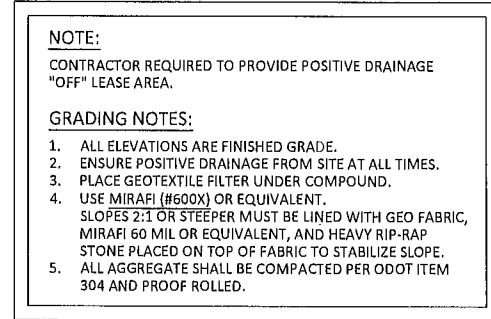 NOTE:
CONTRACTOR REQUIRED TO PROVIDE POSITIVE DRAINAGE
"OFF" LEASE AREA.
GRADING NOTES:
1. ALL ELEVATIONS ARE FINISHED GRADE.
2. ENSURE POSITIVE DRAINAGE FROM SITE AT ALL TIMES.
3. PLACE GEOTEXTILE FILTER UNDER COMPOUND.
4. USE MIRAFI (#600X) OR EQUIVALENT.
SLOPES 2:1 OR STEEPER MUST BE LINED WITH GEO FABRIC,
MIRAFI 60 MIL OR EQUIVALENT, AND HEAVY RIP-RAP
STONE PLACED ON TOP OF FABRIC TO STABILIZE SLOPE.
5. ALL AGGREGATE SHALL BE COMPACTED PER ODOT ITEM
304 AND PROOF ROLLED.